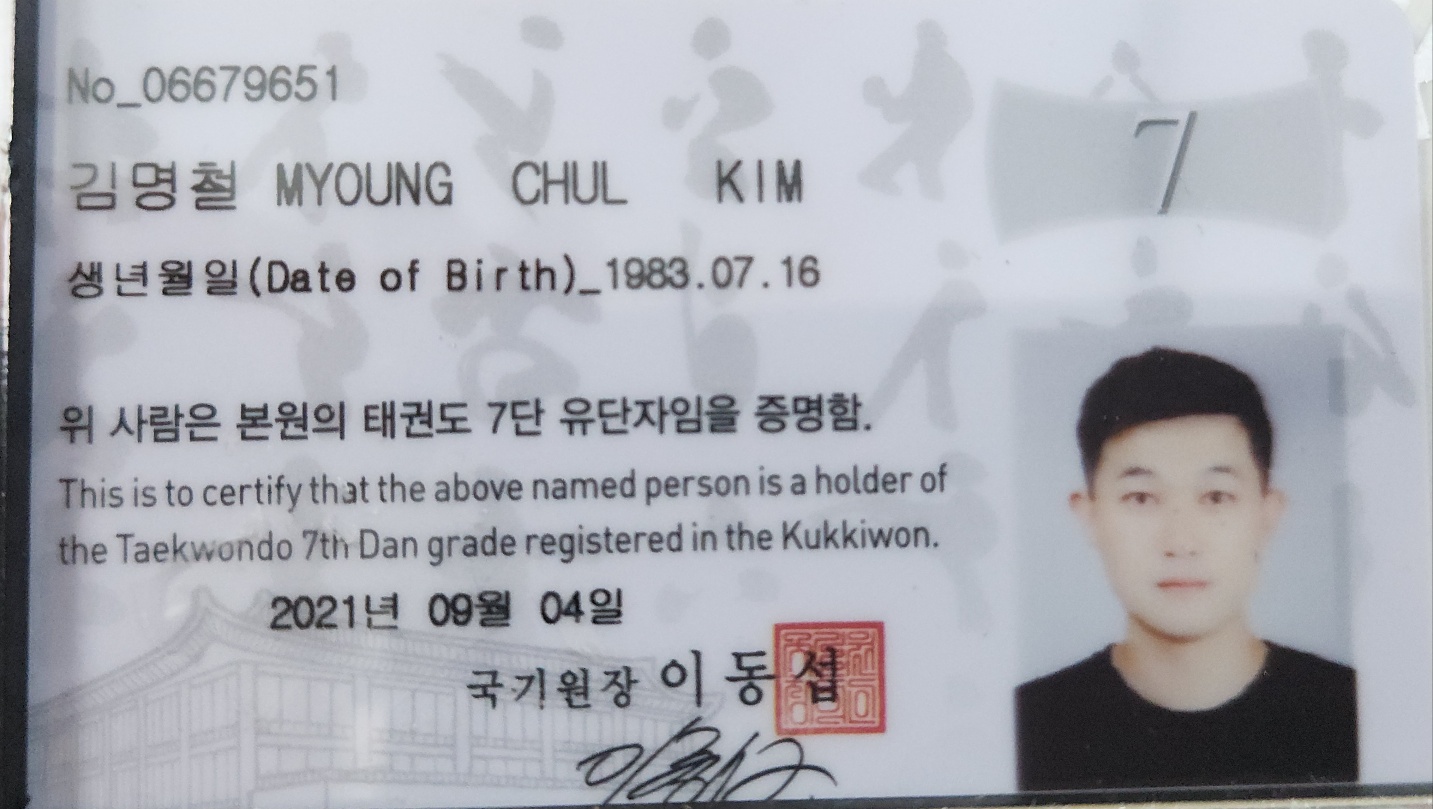 No_06679651
7
김명철 MYOUNG CHUL KIM
생년월일(Date of Birth)_1983.07.16
위 사람은 본원의 태권도 7단 유단자임을 증명함.
This is to certify that the above named person is a holder of
the Taekwondo 7th Dan grade registered in the Kukkiwon.
2021년 09월 04일
국기원장 이동섭